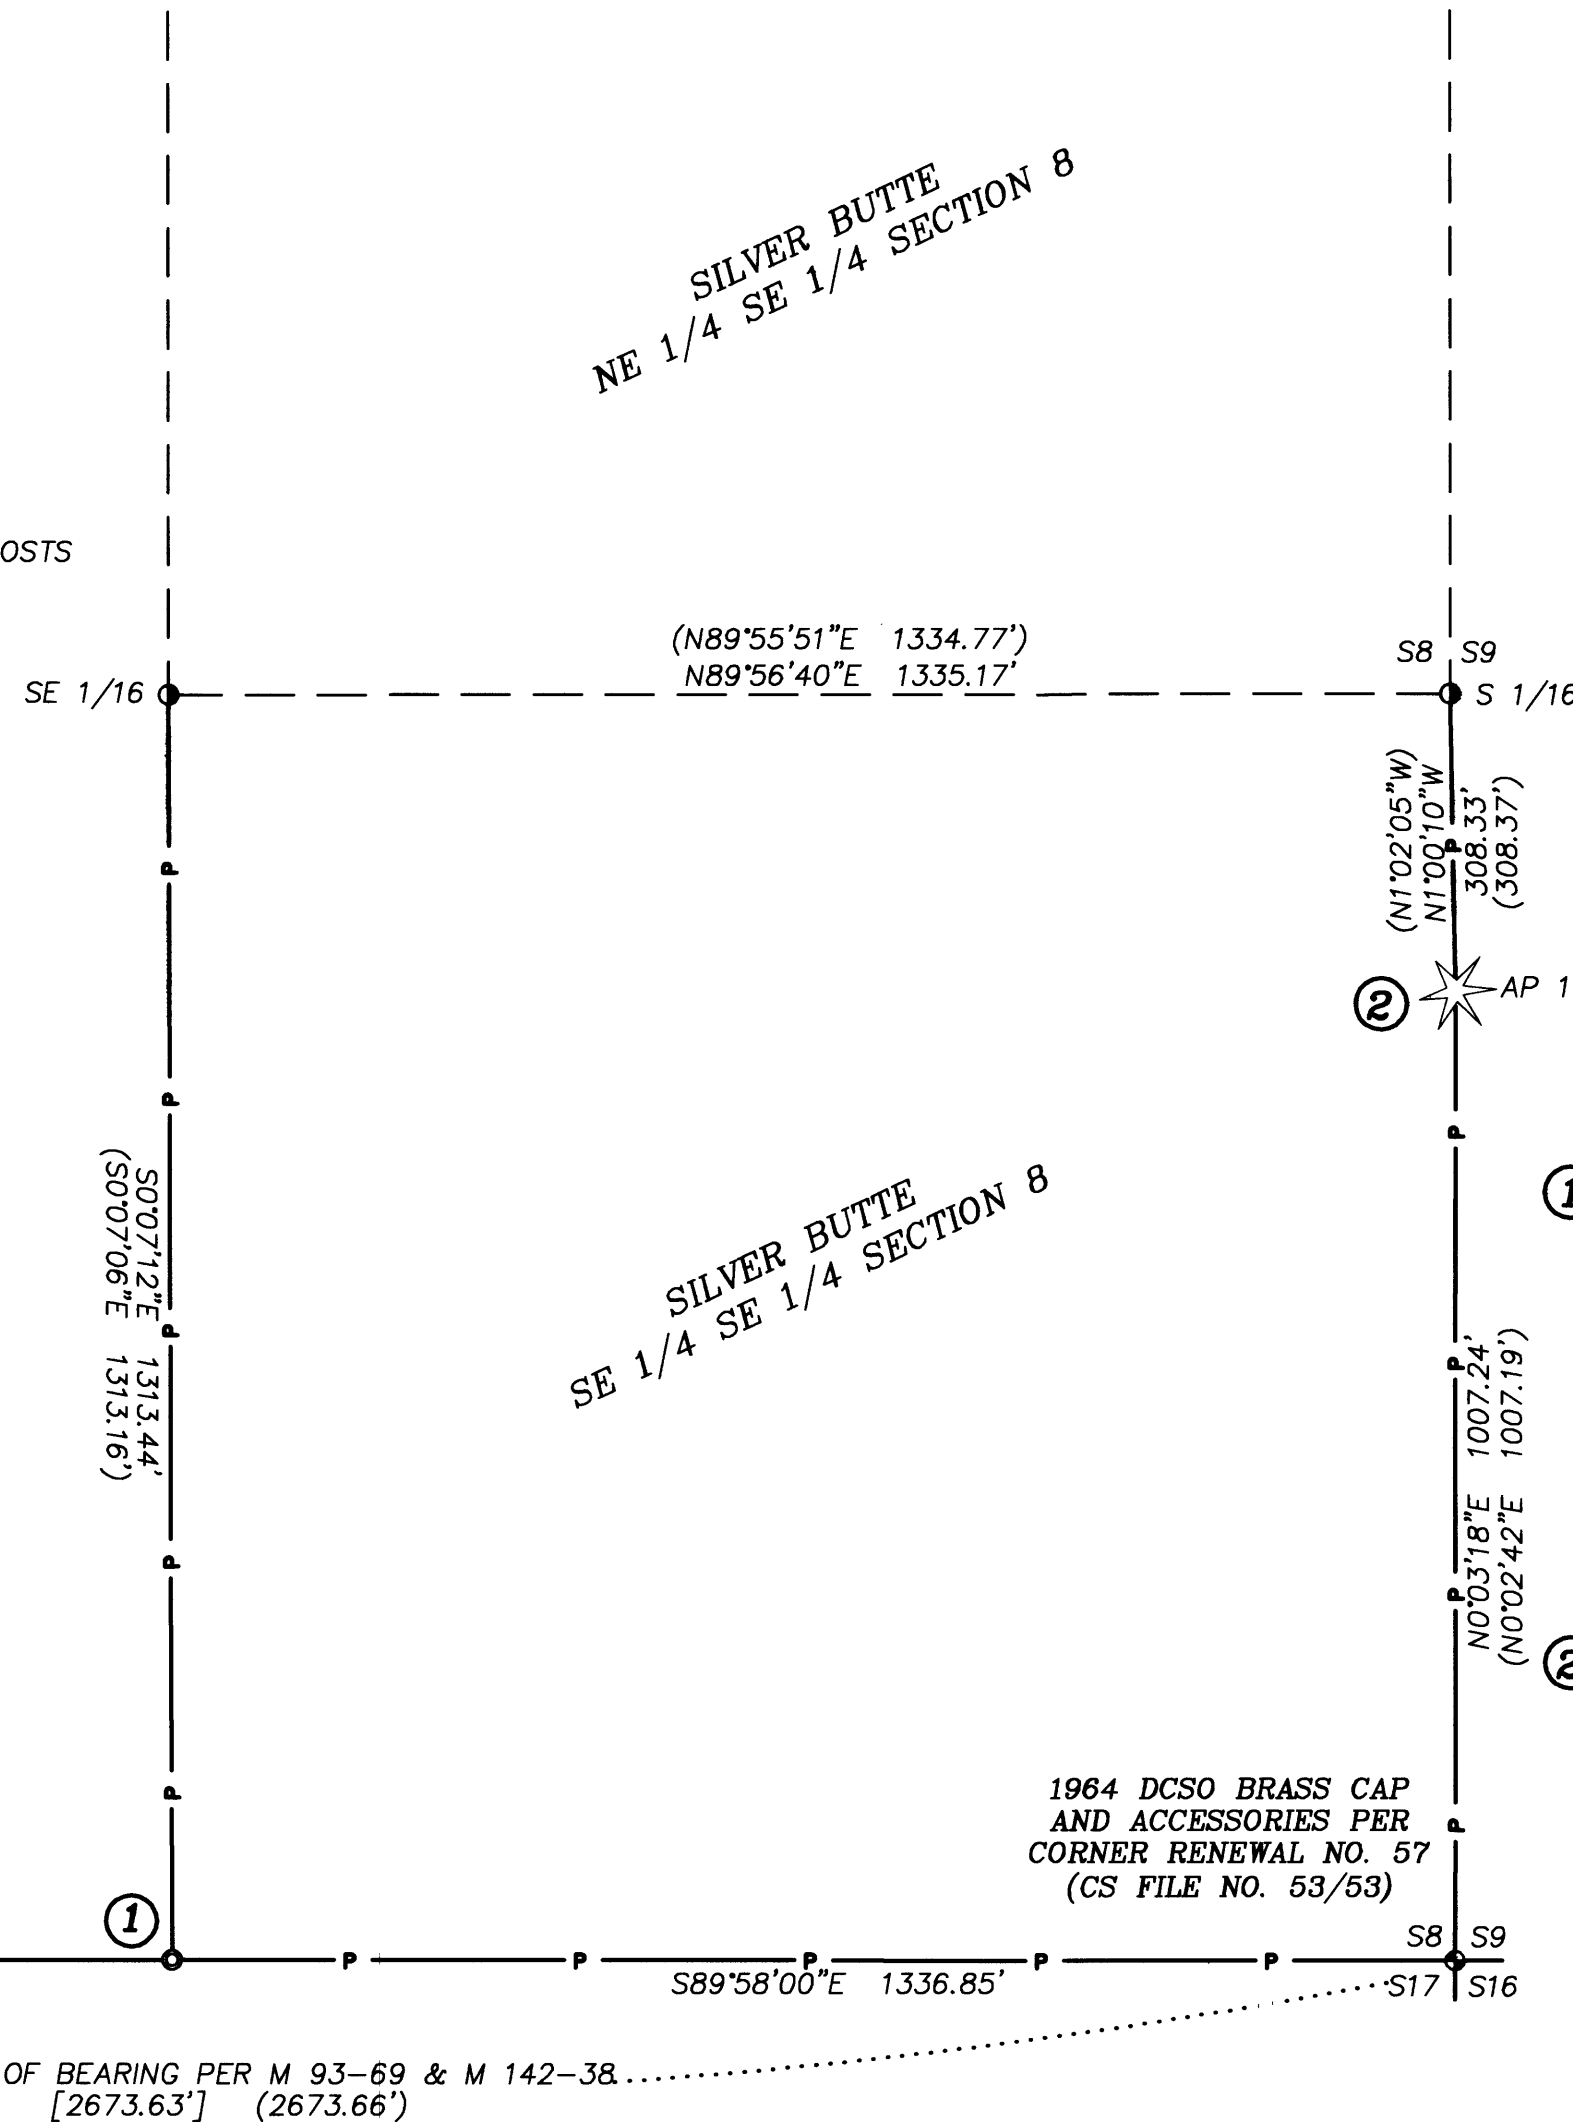 SILVER BUTTE
NE 1/4 SE 1/4 SECTION 8
OSTS
(N89°55'51"E 1334.77')
N89°56'40"E 1335.17'
S8 S9
SE 1/16
S 1/16
(N1°02'05"W)
N1°00'10"W
308.33'
(308.37')
P
P
2
AP 1
P
P
1
S0°07'12"E 1313.44'
(S0°07'06"E 1313.16')
SILVER BUTTE
SE 1/4 SE 1/4 SECTION 8
P
P
N0°03'18"E 1007.24'
(N0°02'42"E 1007.19')
P
P
2
1964 DCSO BRASS CAP
AND ACCESSORIES PER
CORNER RENEWAL NO. 57
(CS FILE NO. 53/53)
P
P
1
S8 S9
P P P P P
S89°58'00"E 1336.85'
S17 S16
OF BEARING PER M 93-69 & M 142-38
[2673.63'] (2673.66')